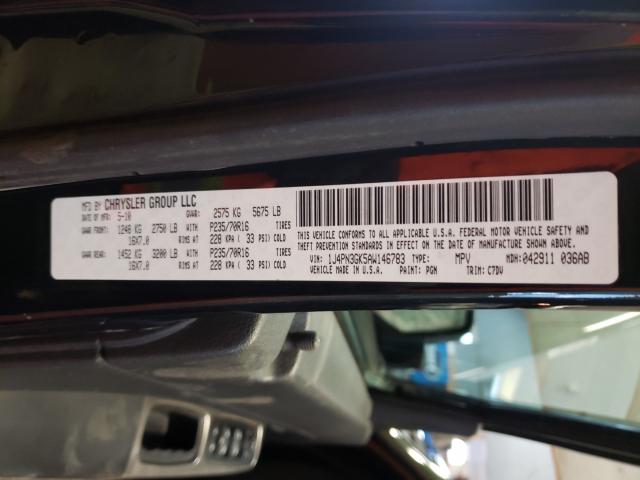 MFG BY CHRYSLER GROUP LLC
DATE OF MFR: 5-10 GVWR: 2575 KG 5675 LB
FRONT: 1248 KG 2750 LB WITH P235/70R16 TIRES
16X7.0 RIMS AT 228 KPA ( 33 PSI) COLD
REAR: 1452 KG 3200 LB WITH P235/70R16 TIRES
16X7.0 RIMS AT 228 KPA ( 33 PSI) COLD
THIS VEHICLE CONFORMS TO ALL APPLICABLE U.S.A. FEDERAL MOTOR VEHICLE SAFETY AND
THEFT PREVENTION STANDARDS IN EFFECT ON THE DATE OF MANUFACTURE SHOWN ABOVE.
VIN: 1J4PN3GK5AW146783 TYPE: MPV MDH: 042911 036AB
VEHICLE MADE IN U.S.A. PAINT: PGN TRIM: C7DV